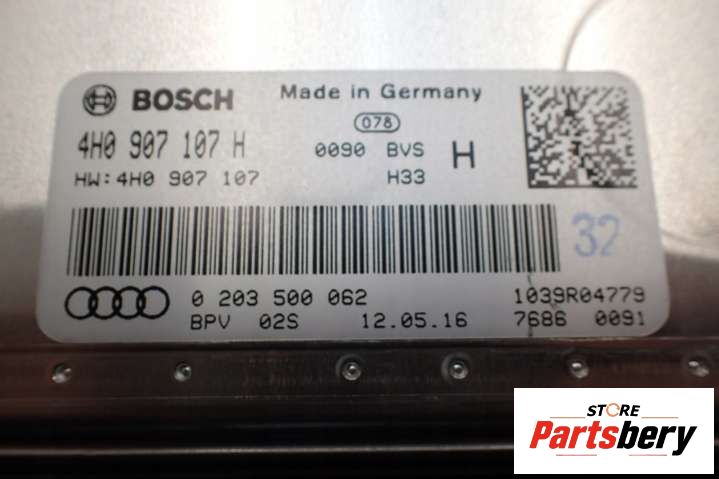 BOSCH Made in Germany
078
4H0 907 107 H 0090 BVS H
HW:4H0 907 107 H33
32
0 203 500 062 1039R04779
BPV 02S 12.05.16 7686 0091
STORE
Partsbery